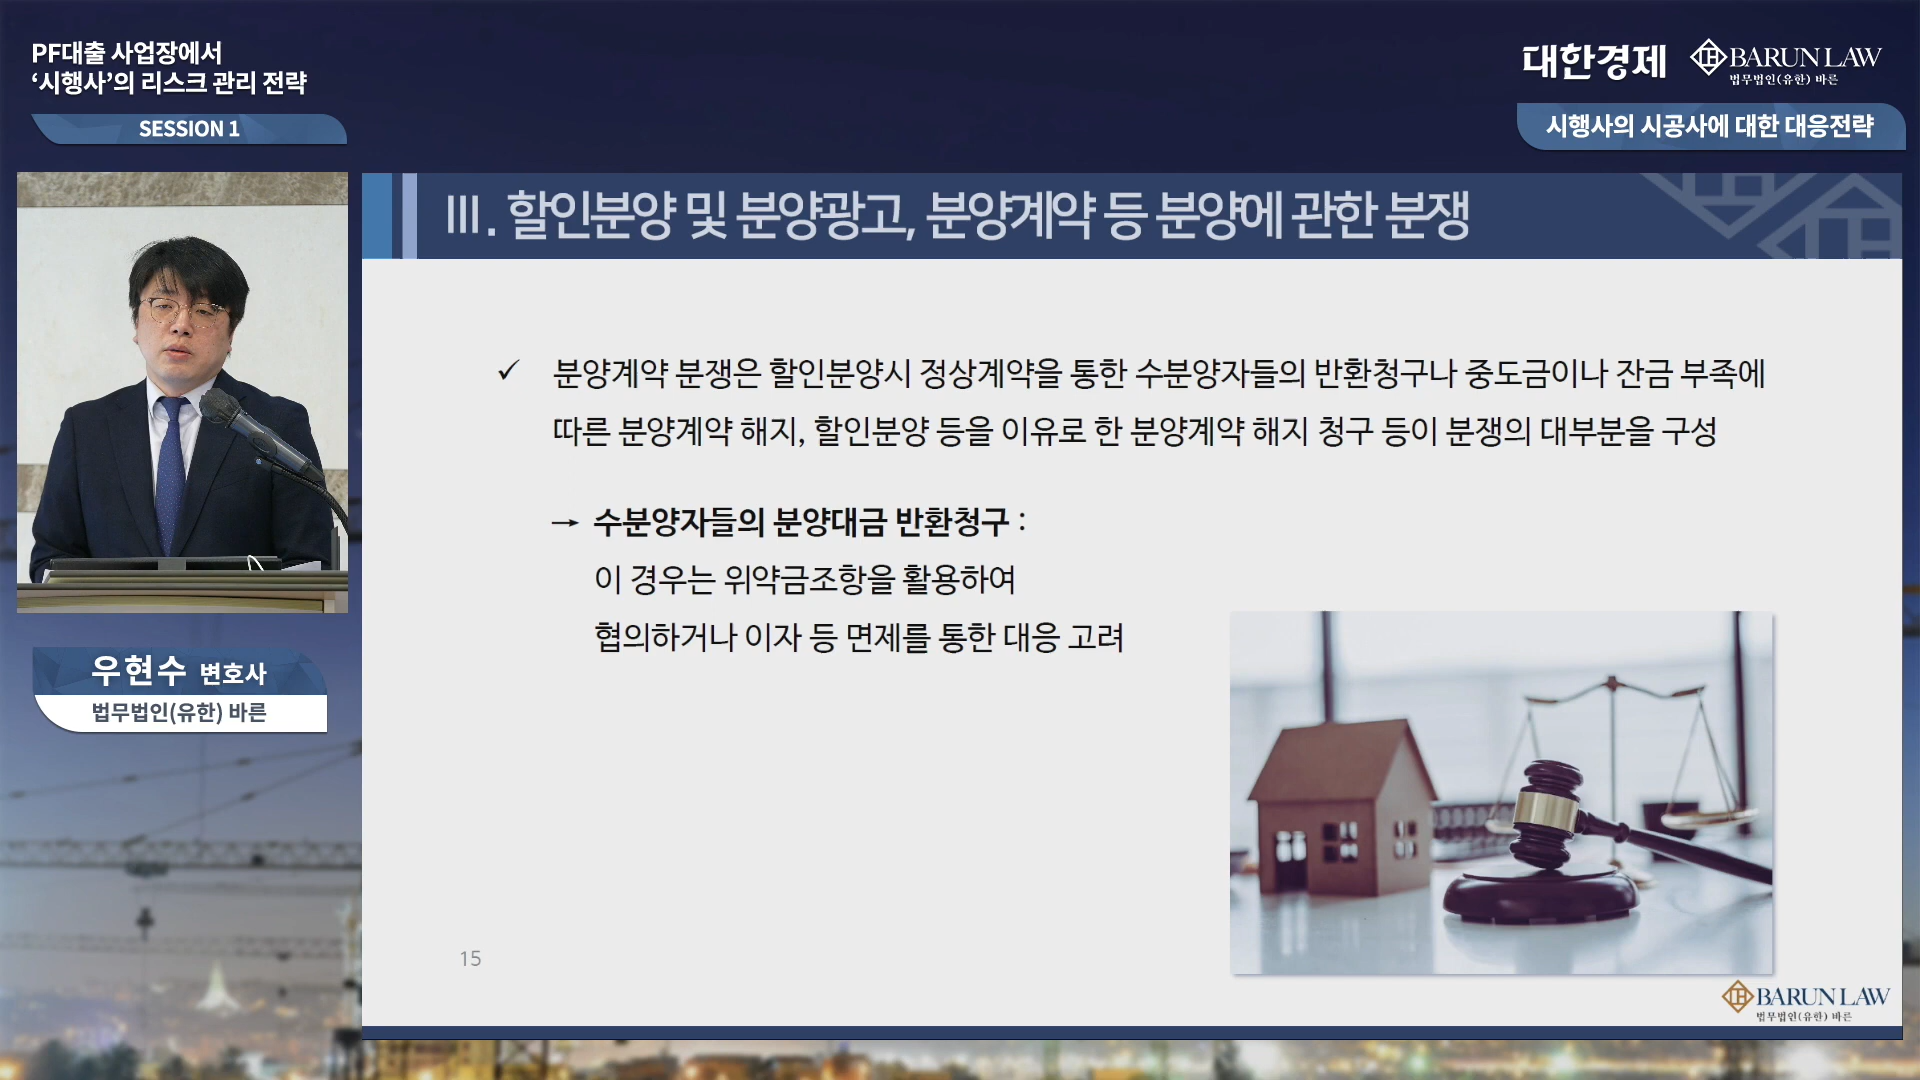 PF대출 사업장에서
‘시행사’의 리스크 관리 전략
SESSION 1
대한경제
BARUN LAW
법무법인(유한) 바른
시행사의 시공사에 대한 대응전략
우현수 변호사
법무법인(유한) 바른
III. 할인분양 및 분양광고, 분양계약 등 분양에 관한 분쟁
✓ 분양계약 분쟁은 할인분양시 정상계약을 통한 수분양자들의 반환청구나 중도금이나 잔금 부족에
따른 분양계약 해지, 할인분양 등을 이유로 한 분양계약 해지 청구 등이 분쟁의 대부분을 구성
→ 수분양자들의 분양대금 반환청구 :
이 경우는 위약금조항을 활용하여
협의하거나 이자 등 면제를 통한 대응 고려
15
BARUN LAW
법무법인(유한) 바른